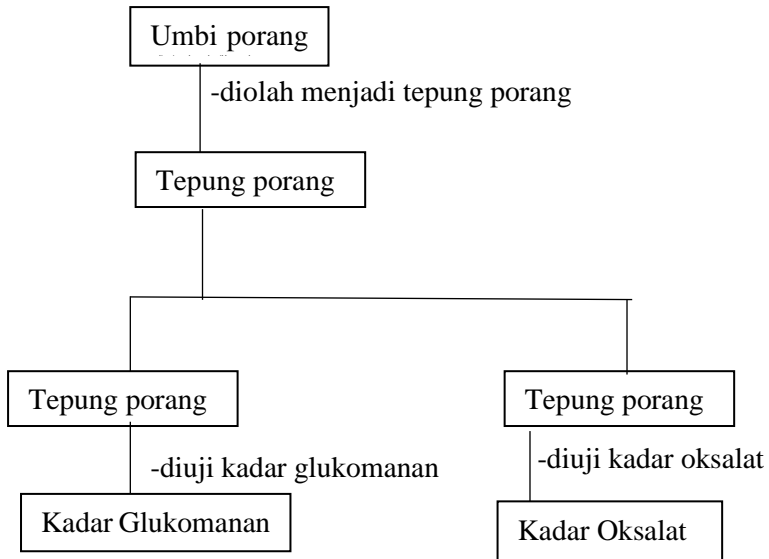 Umbi porang
-diolah menjadi tepung porang
Tepung porang
Tepung porang
Tepung porang
-diuji kadar glukomanan
-diuji kadar oksalat
Kadar Glukomanan
Kadar Oksalat